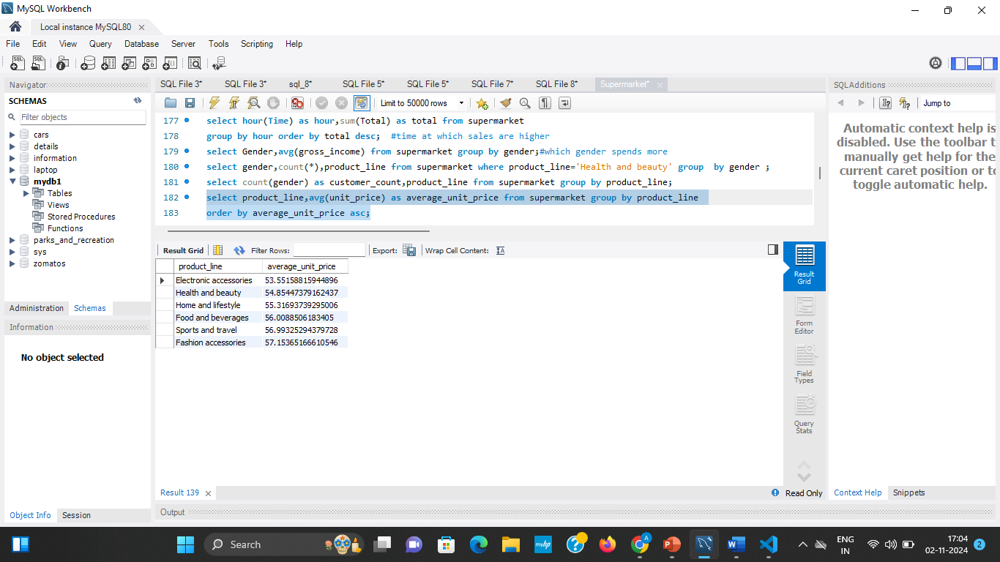 MySQL Workbench
Local instance MySQL80
File Edit View Query Database Server Tools Scripting Help
Navigator
SCHEMAS
Filter objects
cars
details
information
laptop
mydb1
Tables
Views
Stored Procedures
Functions
parks_and_recreation
sys
zomatos
Administration Schemas
Information
No object selected
Object Info Session
SQL File 3* SQL File 3* sql_8* SQL File 5* SQL File 5* SQL File 7* SQL File 8* Supermarket*
Limit to 50000 rows
177 select hour(Time) as hour,sum(Total) as total from supermarket
178 group by hour order by total desc; #time at which sales are higher
179 select Gender,avg(gross_income) from supermarket group by gender;#which gender spends more
180 select gender,count(*),product_line from supermarket where product_line='Health and beauty' group by gender ;
181 select count(gender) as customer_count,product_line from supermarket group by product_line;
182 select product_line,avg(unit_price) as average_unit_price from supermarket group by product_line
183 order by average_unit_price asc;
Result Grid Filter Rows: Export: Wrap Cell Content: IA
product_line average_unit_price
Electronic accessories 53.55158815944896
Health and beauty 54.85447379162437
Home and lifestyle 55.31693739295006
Food and beverages 56.0088506183405
Sports and travel 56.99325294379728
Fashion accessories 57.15365166610546
Result
Grid
Form
Editor
Field
Types
Query
Stats
Result 139
Read Only
Output
SQLAdditions
Jump to
Automatic context help is
disabled. Use the toolbar t
manually get help for the
current caret position or to
toggle automatic help.
Context Help Snippets
Search
myhp
A
ENG
IN
17:04
02-11-2024
2